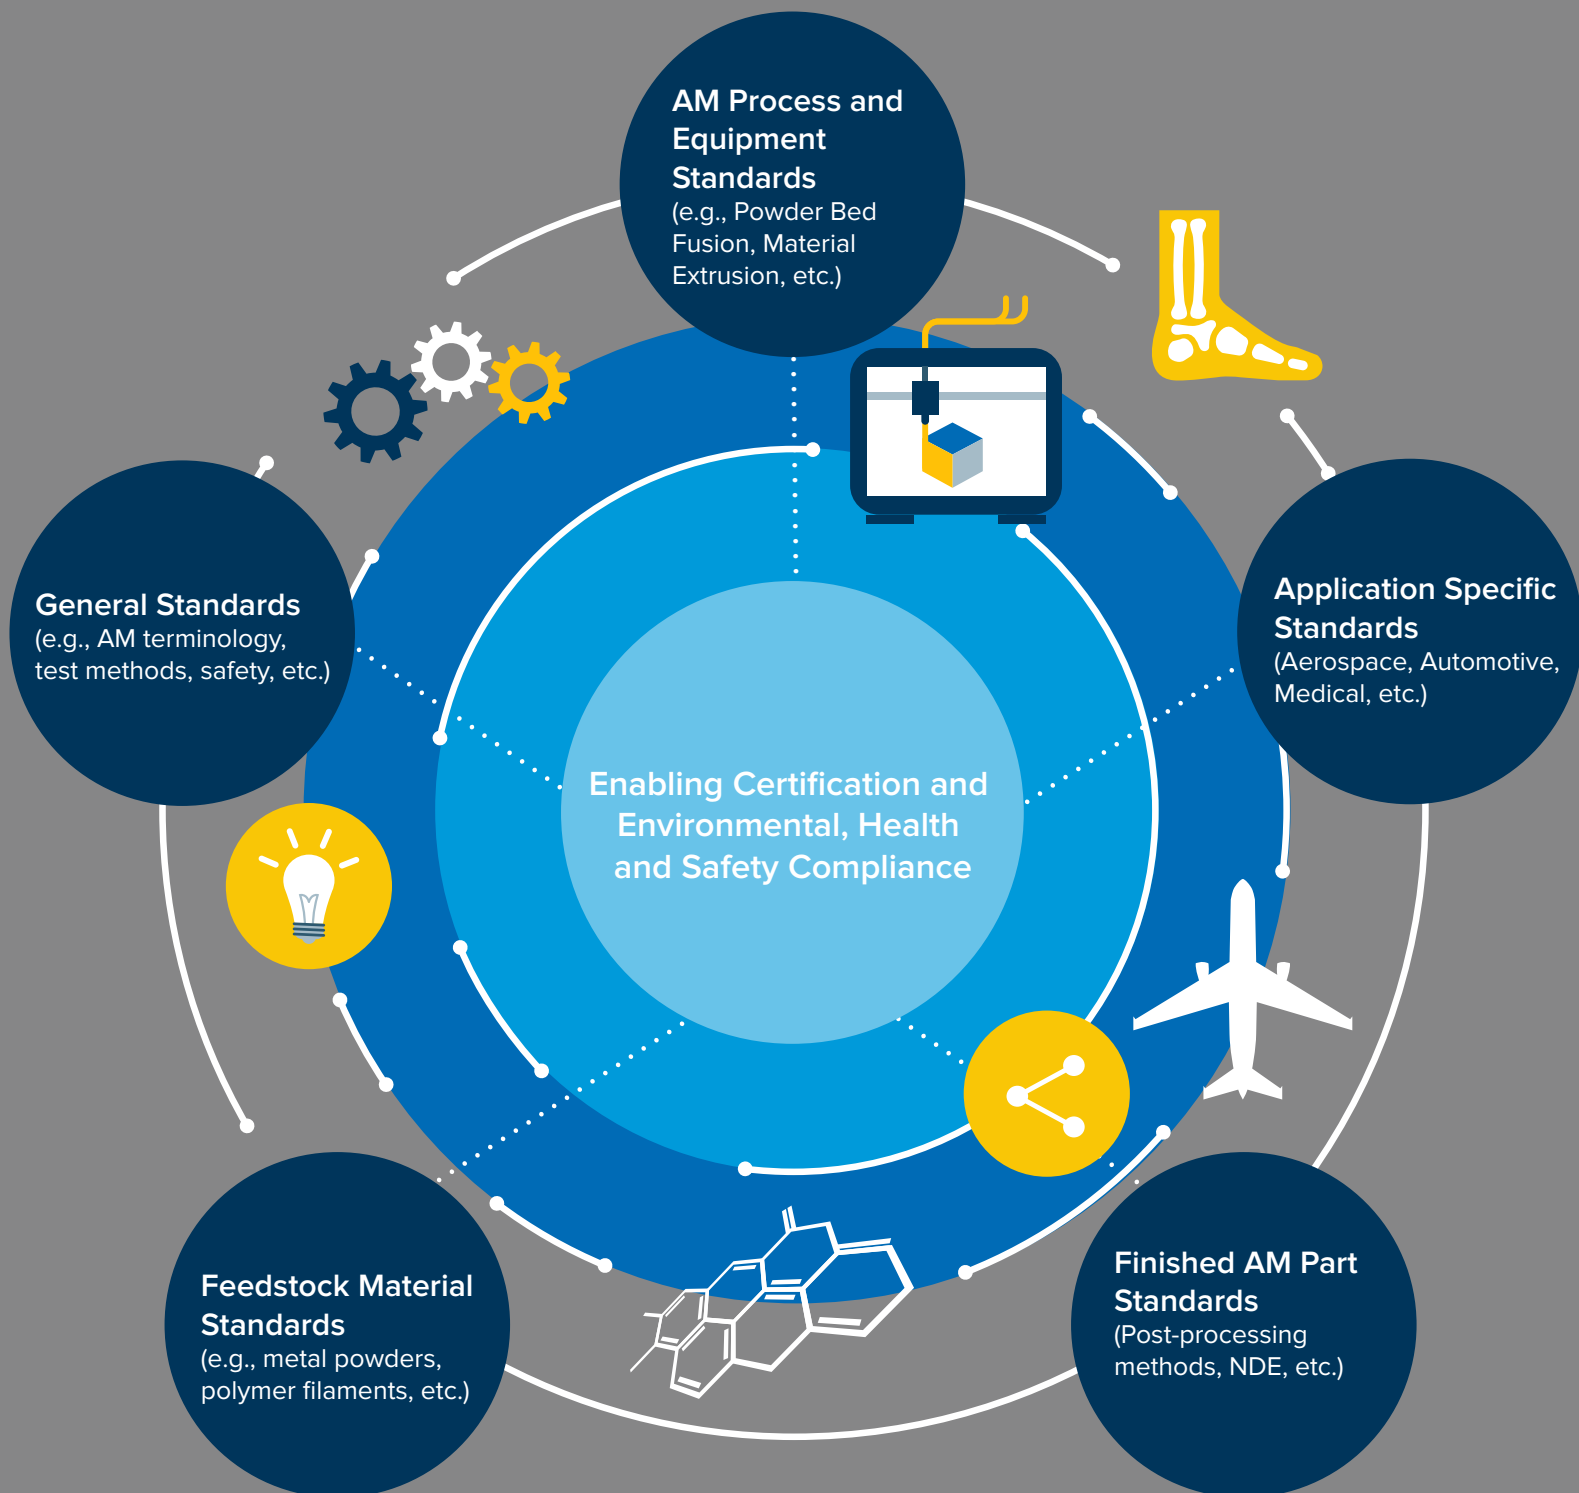 AM Process and
Equipment
Standards
(e.g., Powder Bed
Fusion, Material
Extrusion, etc.)
General Standards
(e.g., AM terminology,
test methods, safety, etc.)
Application Specific
Standards
(Aerospace, Automotive,
Medical, etc.)
Enabling Certification and
Environmental, Health
and Safety Compliance
Feedstock Material
Standards
(e.g., metal powders,
polymer filaments, etc.)
Finished AM Part
Standards
(Post-processing
methods, NDE, etc.)